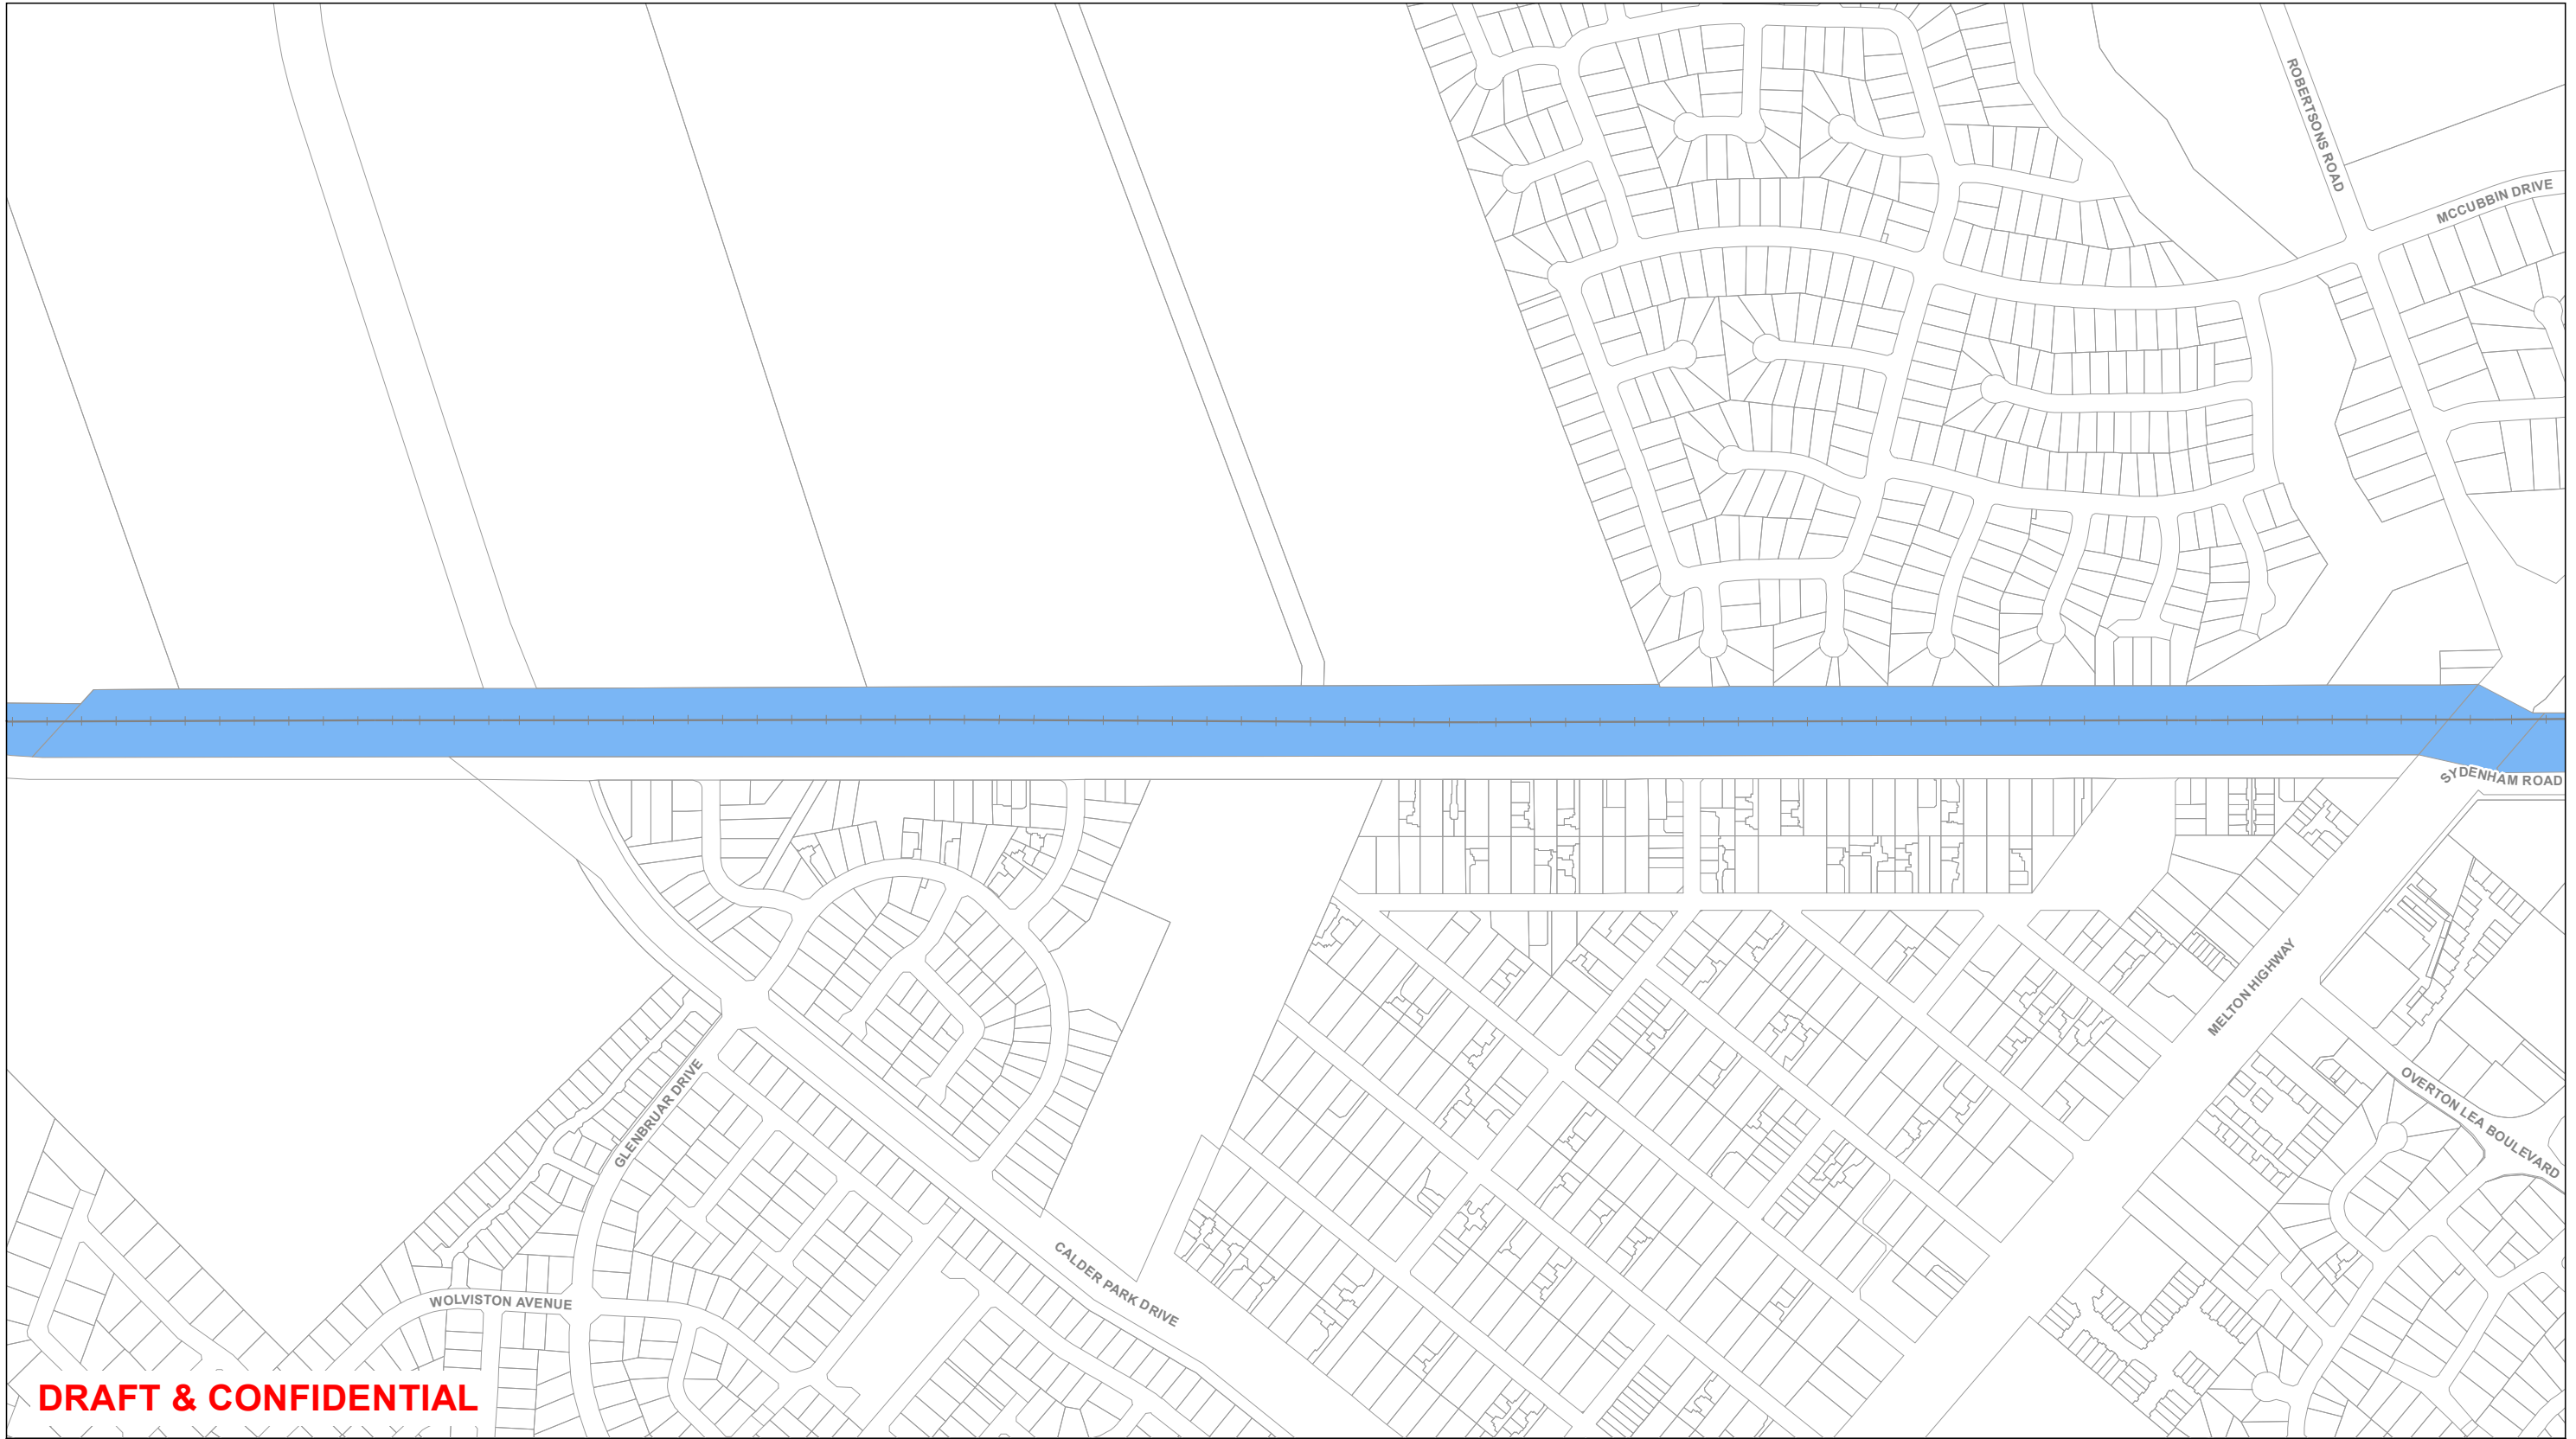 ROBERTSONS ROAD
MCCUBBIN DRIVE
SYDENHAM ROAD
MELTON HIGHWAY
OVERTON LEA BOULEVARD
GLENBRUAR DRIVE
CALDER PARK DRIVE
WOLVISTON AVENUE
DRAFT & CONFIDENTIAL